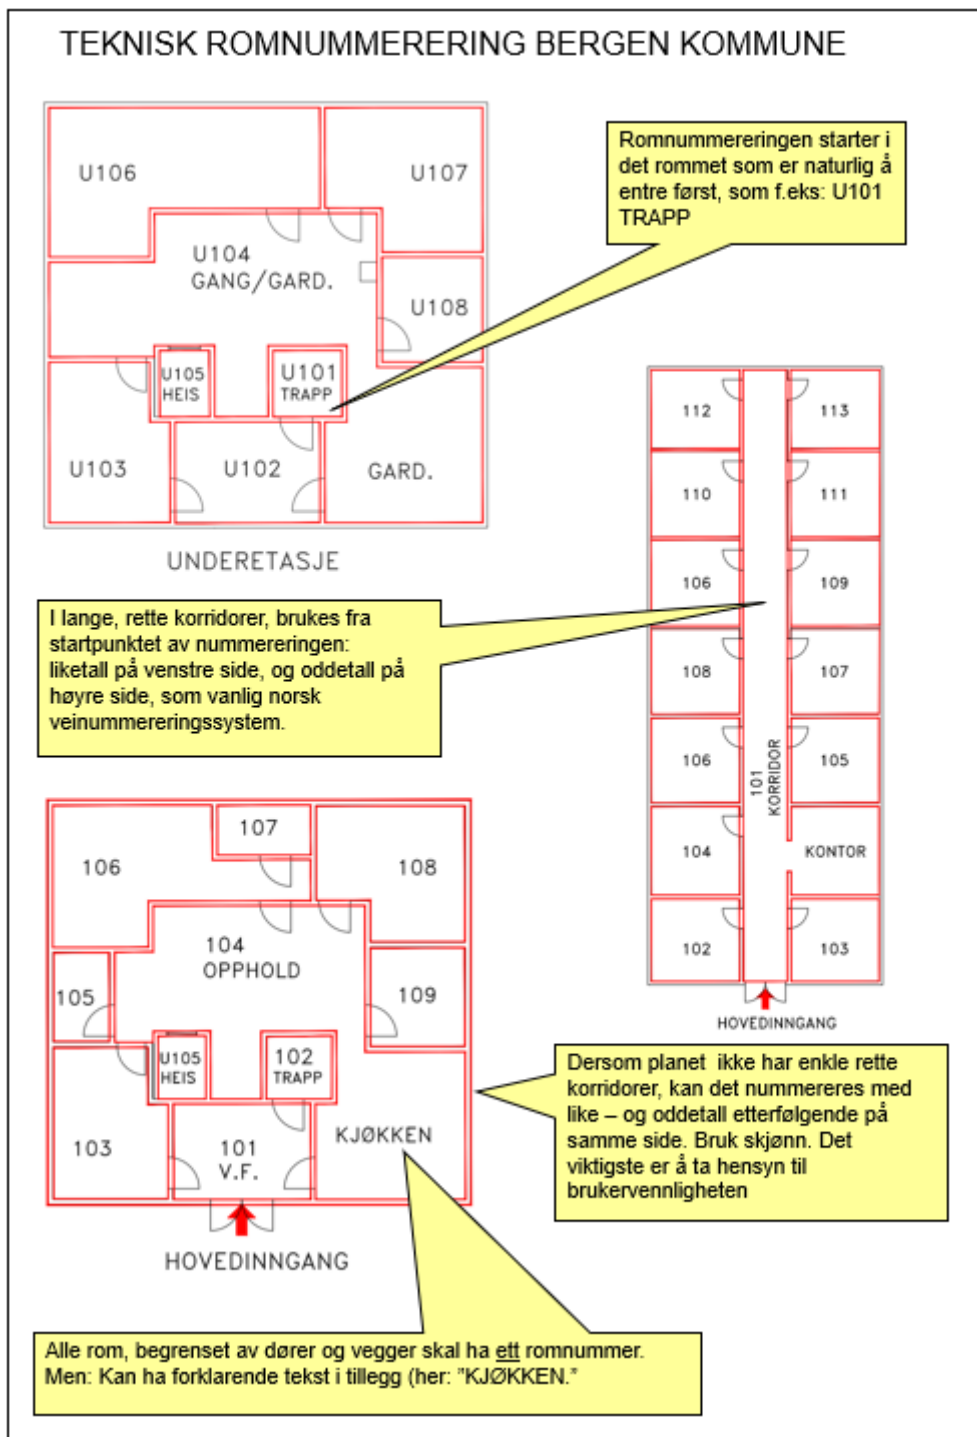 TEKNISK ROMNUMMERERING BERGEN KOMMUNE
U106
U107
Romnummereringen starter i
det rommet som er naturlig å
entre først, som f.eks: U101
TRAPP
U104
GANG/GARD.
U108
U105
HEIS
U101
TRAPP
U103
U102
GARD.
UNDERETASJE
112
113
110
111
106
109
108
107
106
105
101
KORRIDOR
104
KONTOR
102
103
HOVEDINNGANG
I lange, rette korridorer, brukes fra
startpunktet av nummereringen:
liketall på venstre side, og oddetall på
høyre side, som vanlig norsk
veinummereringssystem.
107
106
108
104
OPPHOLD
105
109
U105
HEIS
102
TRAPP
103
101
V.F.
KJØKKEN
HOVEDINNGANG
Dersom planet ikke har enkle rette
korridorer, kan det nummereres med
like – og oddetall etterfølgende på
samme side. Bruk skjønn. Det
viktigste er å ta hensyn til
brukervennligheten
Alle rom, begrenset av dører og vegger skal ha ett romnummer.
Men: Kan ha forklarende tekst i tillegg (her: ”KJØKKEN.”